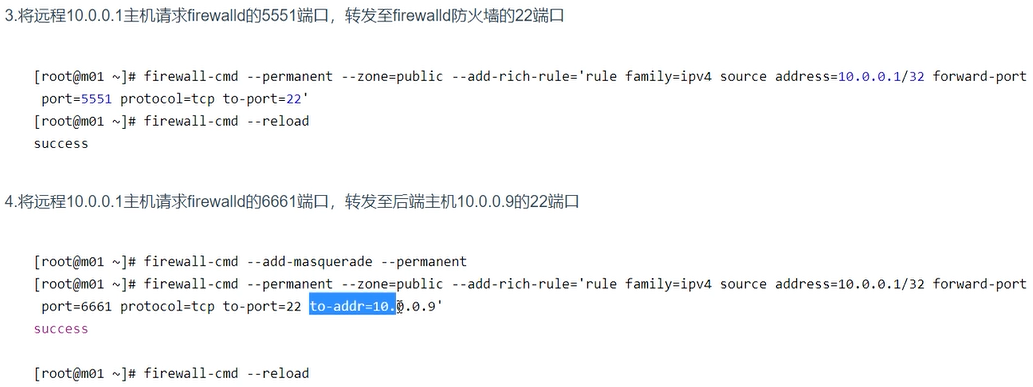 3.将远程10.0.0.1主机请求firewalld的5551端口，转发至firewalld防火墙的22端口
[root@m01 ~]# firewall-cmd --permanent --zone=public --add-rich-rule='rule family=ipv4 source address=10.0.0.1/32 forward-port
port=5551 protocol=tcp to-port=22'
[root@m01 ~]# firewall-cmd --reload
success
4.将远程10.0.0.1主机请求firewalld的6661端口，转发至后端主机10.0.0.9的22端口
[root@m01 ~]# firewall-cmd --add-masquerade --permanent
[root@m01 ~]# firewall-cmd --permanent --zone=public --add-rich-rule='rule family=ipv4 source address=10.0.0.1/32 forward-port
port=6661 protocol=tcp to-port=22 to-addr=10.0.0.9'
success
[root@m01 ~]# firewall-cmd --reload